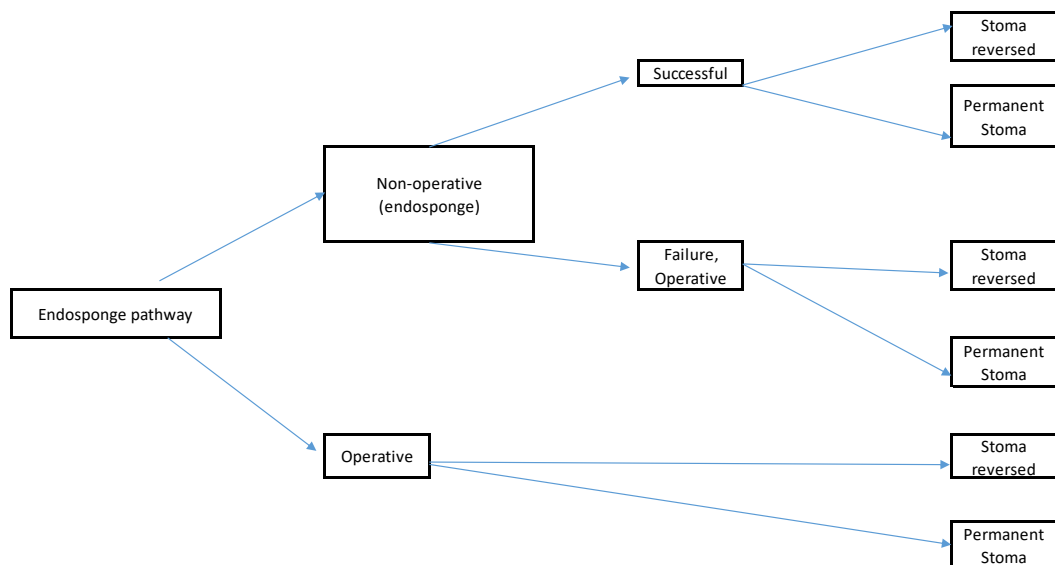 Stoma
reversed
Successful
Permanent
Stoma
Non-operative
(endosponge)
Failure,
Operative
Stoma
reversed
Endosponge pathway
Permanent
Stoma
Operative
Stoma
reversed
Permanent
Stoma